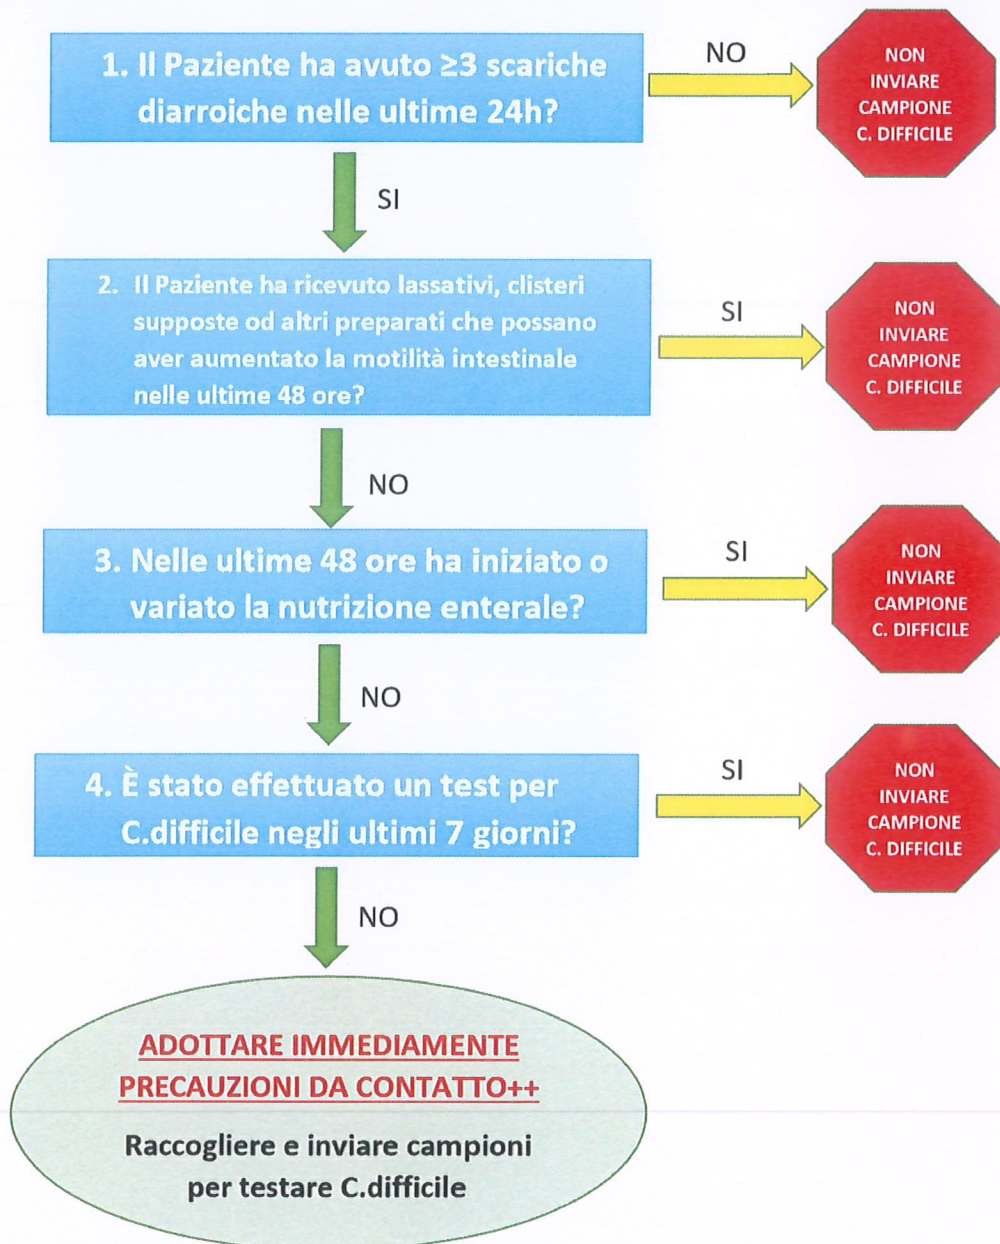 1. Il Paziente ha avuto ≥3 scariche
diarroiche nelle ultime 24h?
NO
NON
INVIARE
CAMPIONE
C. DIFFICILE
SI
2. Il Paziente ha ricevuto lassativi, clisteri
supposte od altri preparati che possano
aver aumentato la motilità intestinale
nelle ultime 48 ore?
SI
NON
INVIARE
CAMPIONE
C. DIFFICILE
NO
3. Nelle ultime 48 ore ha iniziato o
variato la nutrizione enterale?
SI
NON
INVIARE
CAMPIONE
C. DIFFICILE
NO
4. È stato effettuato un test per
C.difficile negli ultimi 7 giorni?
SI
NON
INVIARE
CAMPIONE
C. DIFFICILE
NO
ADOTTARE IMMEDIAMENTE
PRECAUZIONI DA CONTATTO++
Raccogliere e inviare campioni
per testare C.difficile